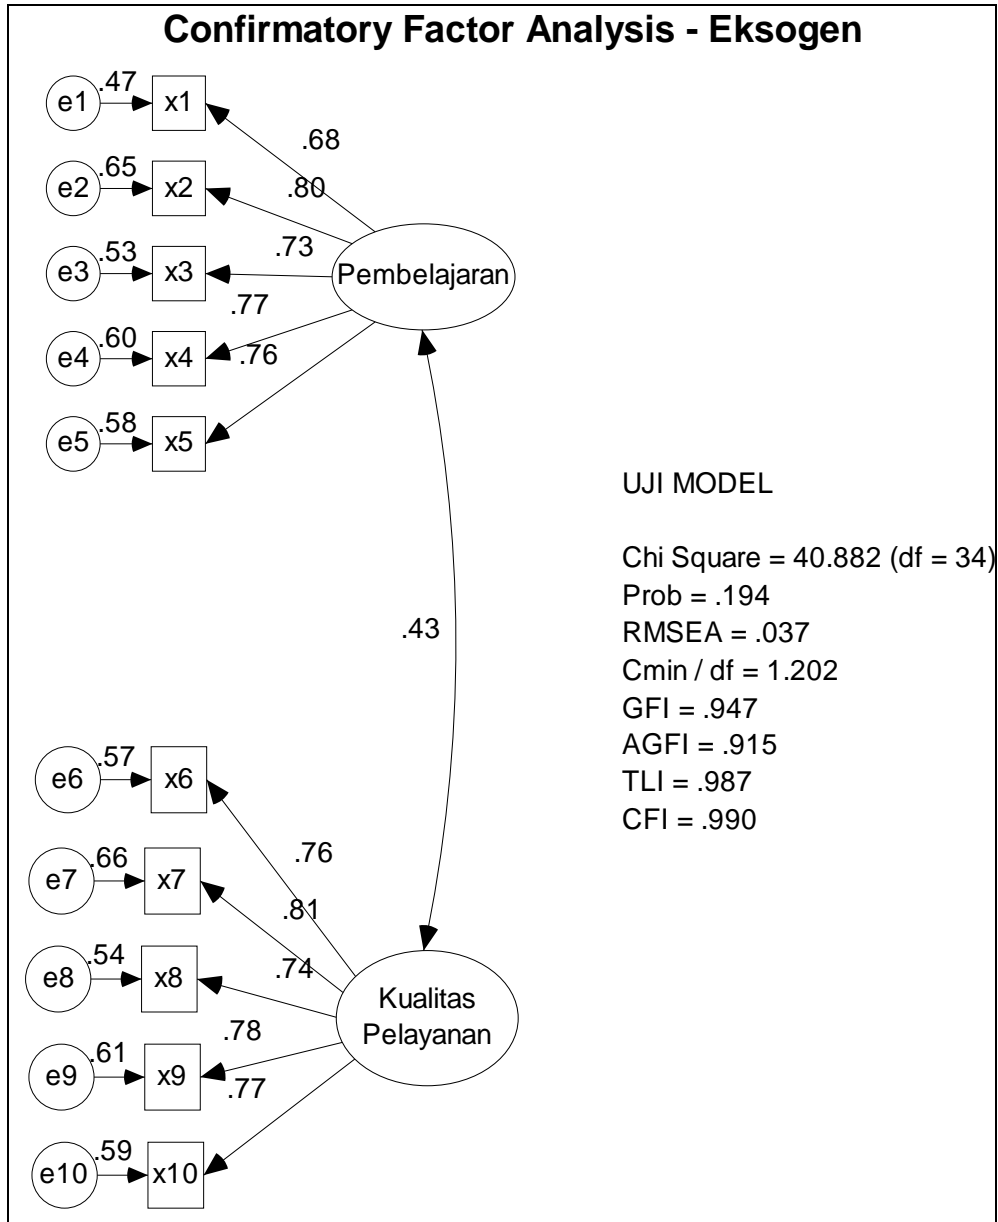 Confirmatory Factor Analysis - Eksogen
.47
e1 x1
.68
.65
e2 x2 .80
.53 .73
e3 x3 Pembelajaran
.77
.60
e4 x4 .76
.58
e5 x5
UJI MODEL
Chi Square = 40.882 (df = 34)
Prob = .194
RMSEA = .037
Cmin / df = 1.202
GFI = .947
AGFI = .915
TLI = .987
CFI = .990
.43
.57
e6 x6
.76
.66
e7 x7
.81
.54
e8 x8 .74
Kualitas
Pelayanan
.78
.61
e9 x9
.77
.59
e10 x10